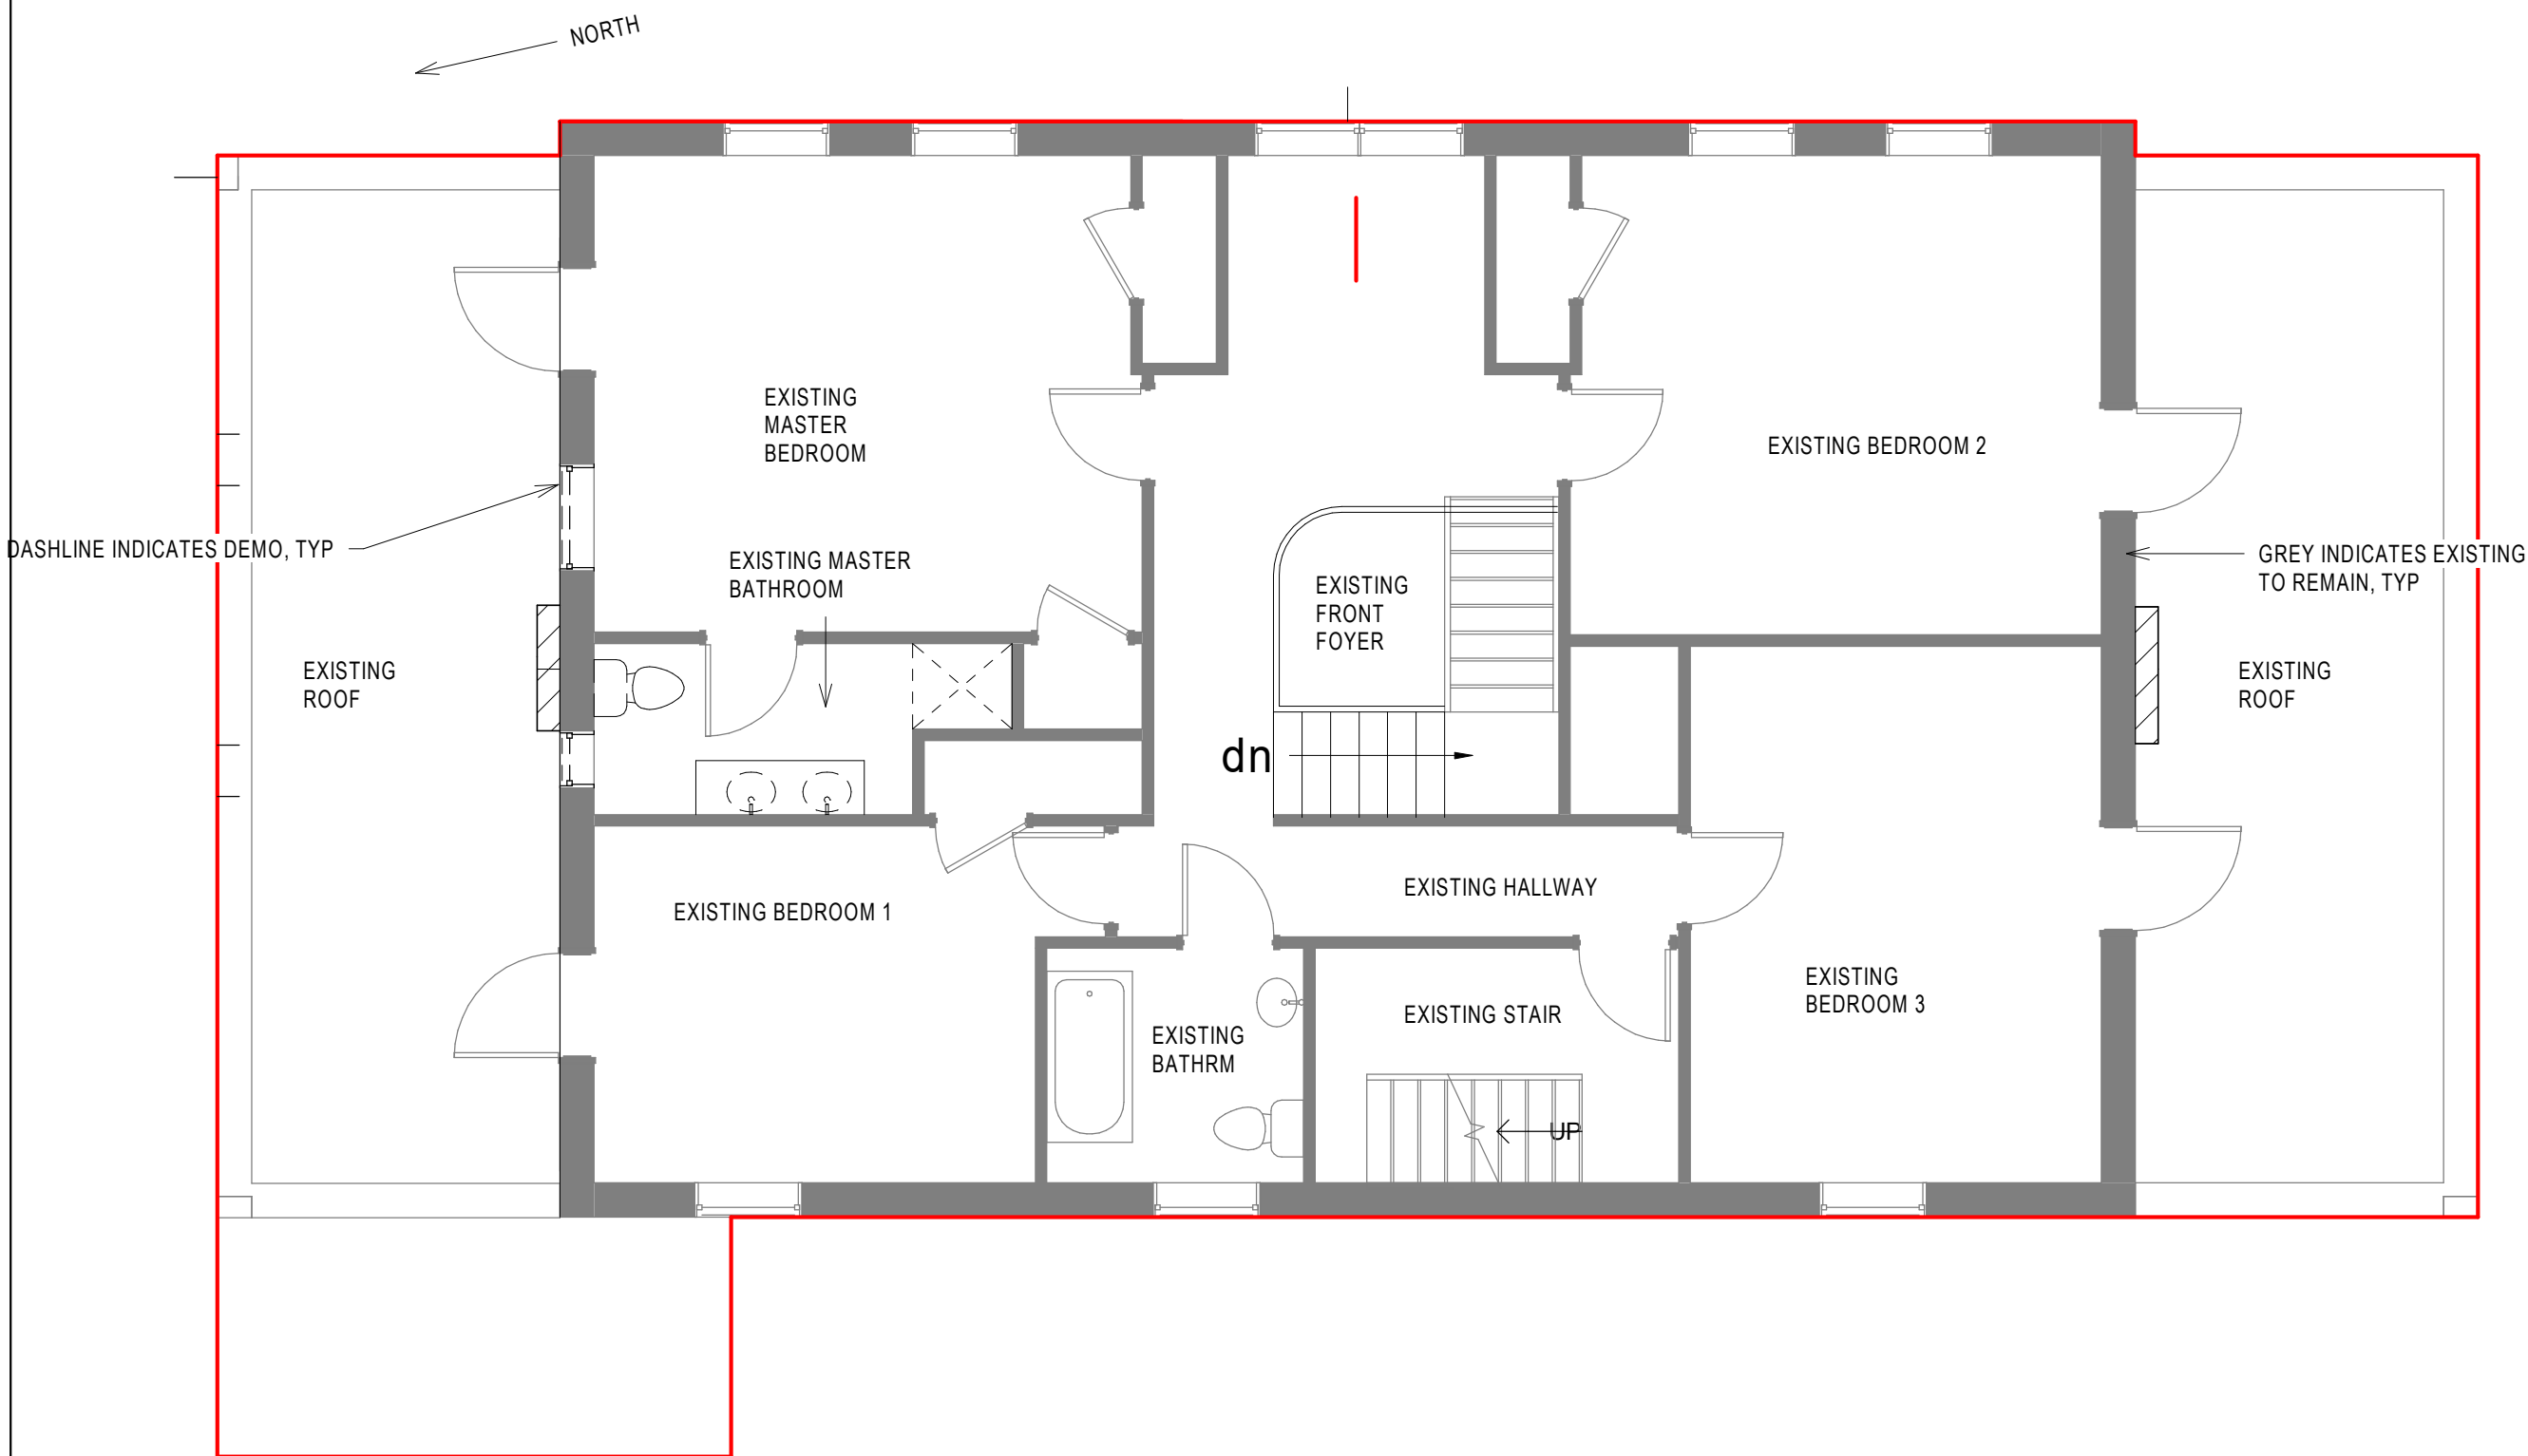 NORTH
EXISTING
MASTER
BEDROOM
EXISTING BEDROOM 2
DASHLINE INDICATES DEMO, TYP
EXISTING MASTER
BATHROOM
EXISTING
FRONT
FOYER
GREY INDICATES EXISTING
TO REMAIN, TYP
EXISTING
ROOF
EXISTING
ROOF
dn
EXISTING HALLWAY
EXISTING BEDROOM 1
EXISTING
BEDROOM 3
EXISTING STAIR
EXISTING
BATHRM
UP